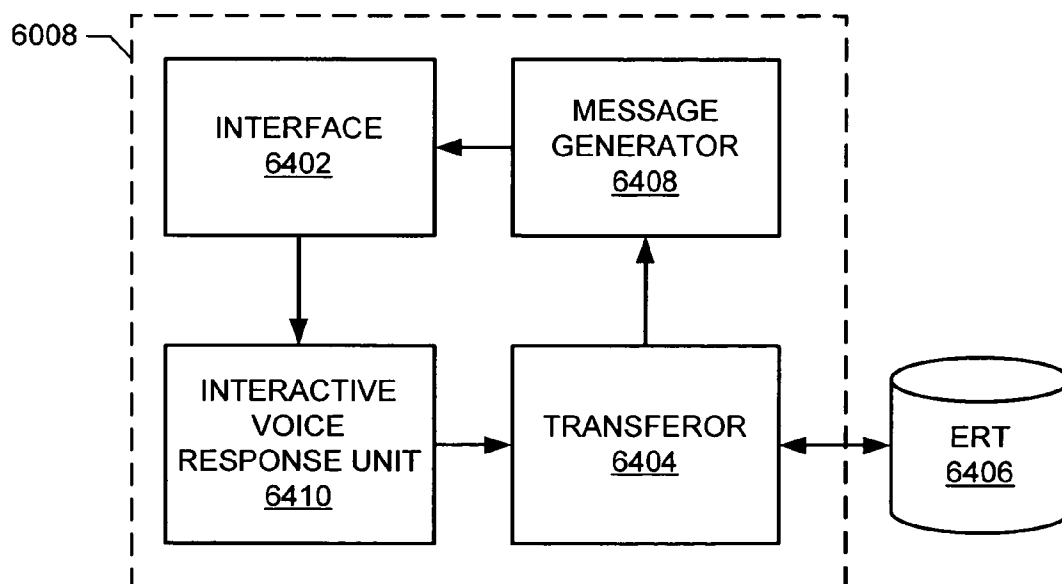 6008
INTERFACE
6402
MESSAGE
GENERATOR
6408
INTERACTIVE
VOICE
RESPONSE UNIT
6410
TRANSFEROR
6404
ERT
6406